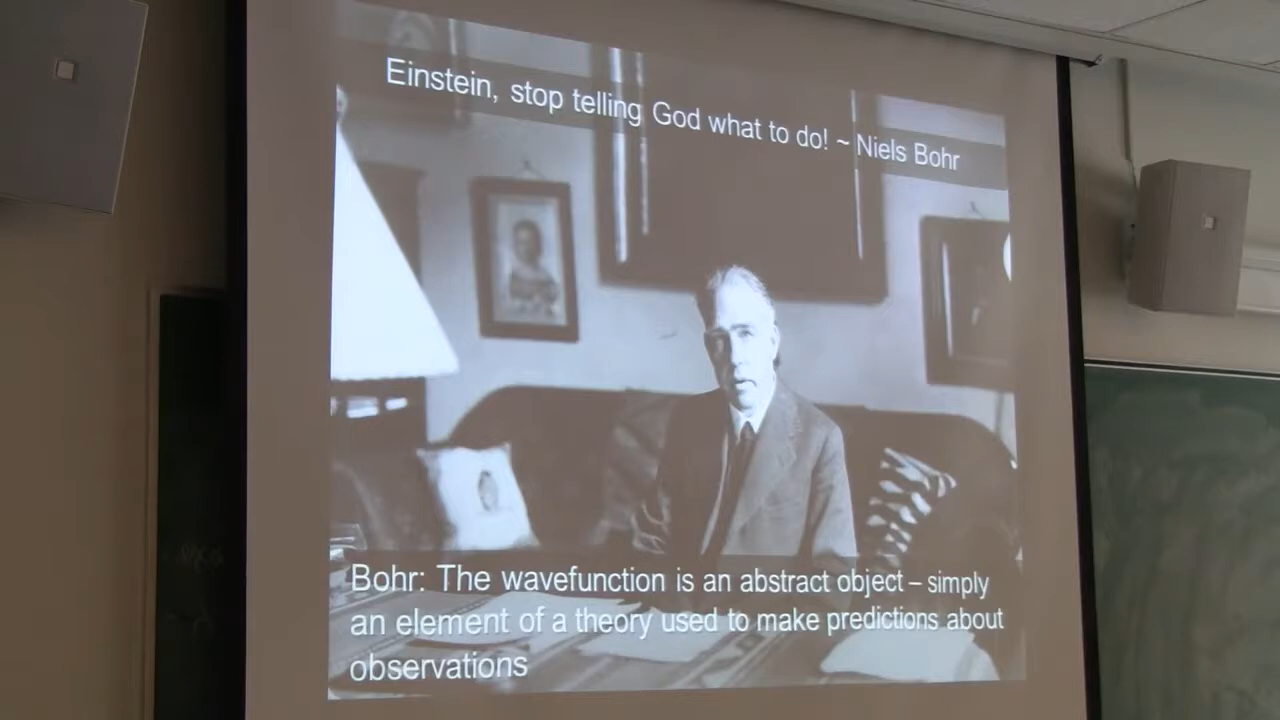 Einstein, stop telling God what to do! ~ Niels Bohr
Bohr: The wavefunction is an abstract object – simply
an element of a theory used to make predictions about
observations